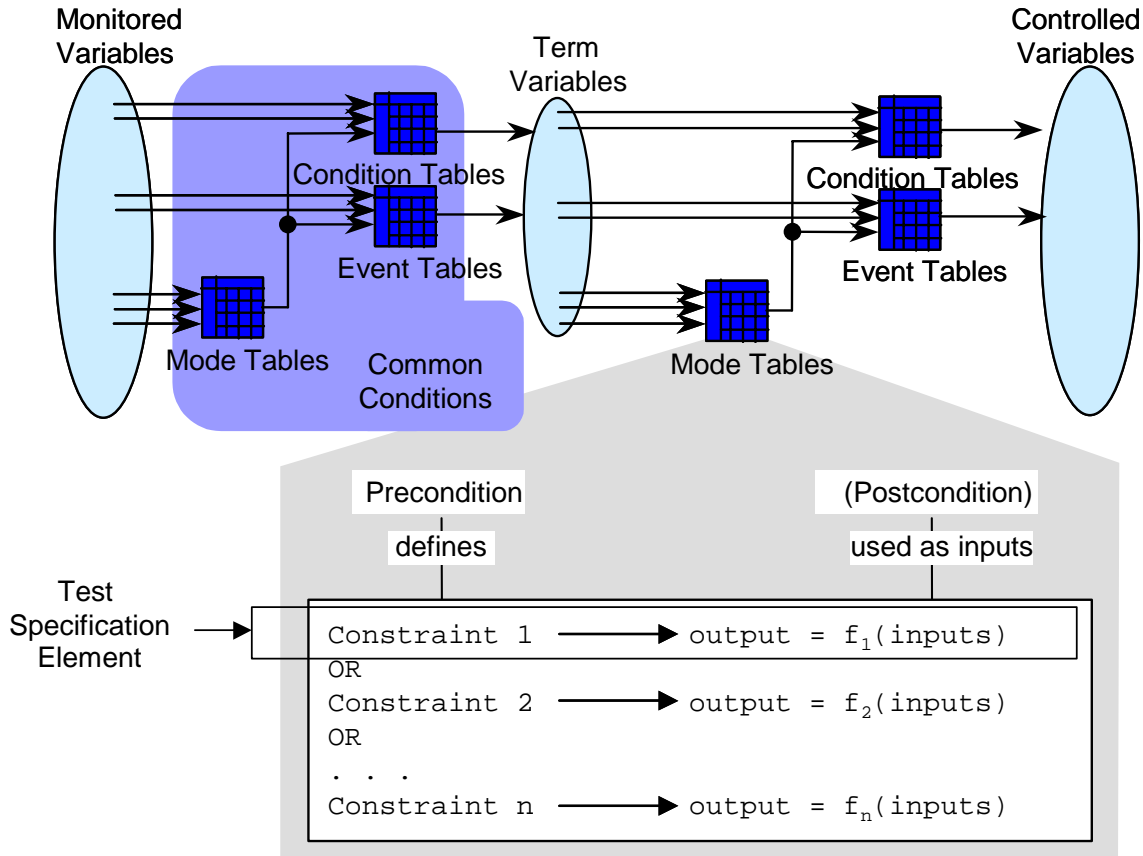 Monitored
Variables
Term
Variables
Controlled
Variables
Condition Tables
Condition Tables
Event Tables
Event Tables
Mode Tables
Common
Conditions
Mode Tables
Precondition
(Postcondition)
defines
used as inputs
Test
Specification
Element
Constraint 1 output = f₁(inputs)
OR
Constraint 2 output = f₂(inputs)
OR
. . .
Constraint n output = fₙ(inputs)